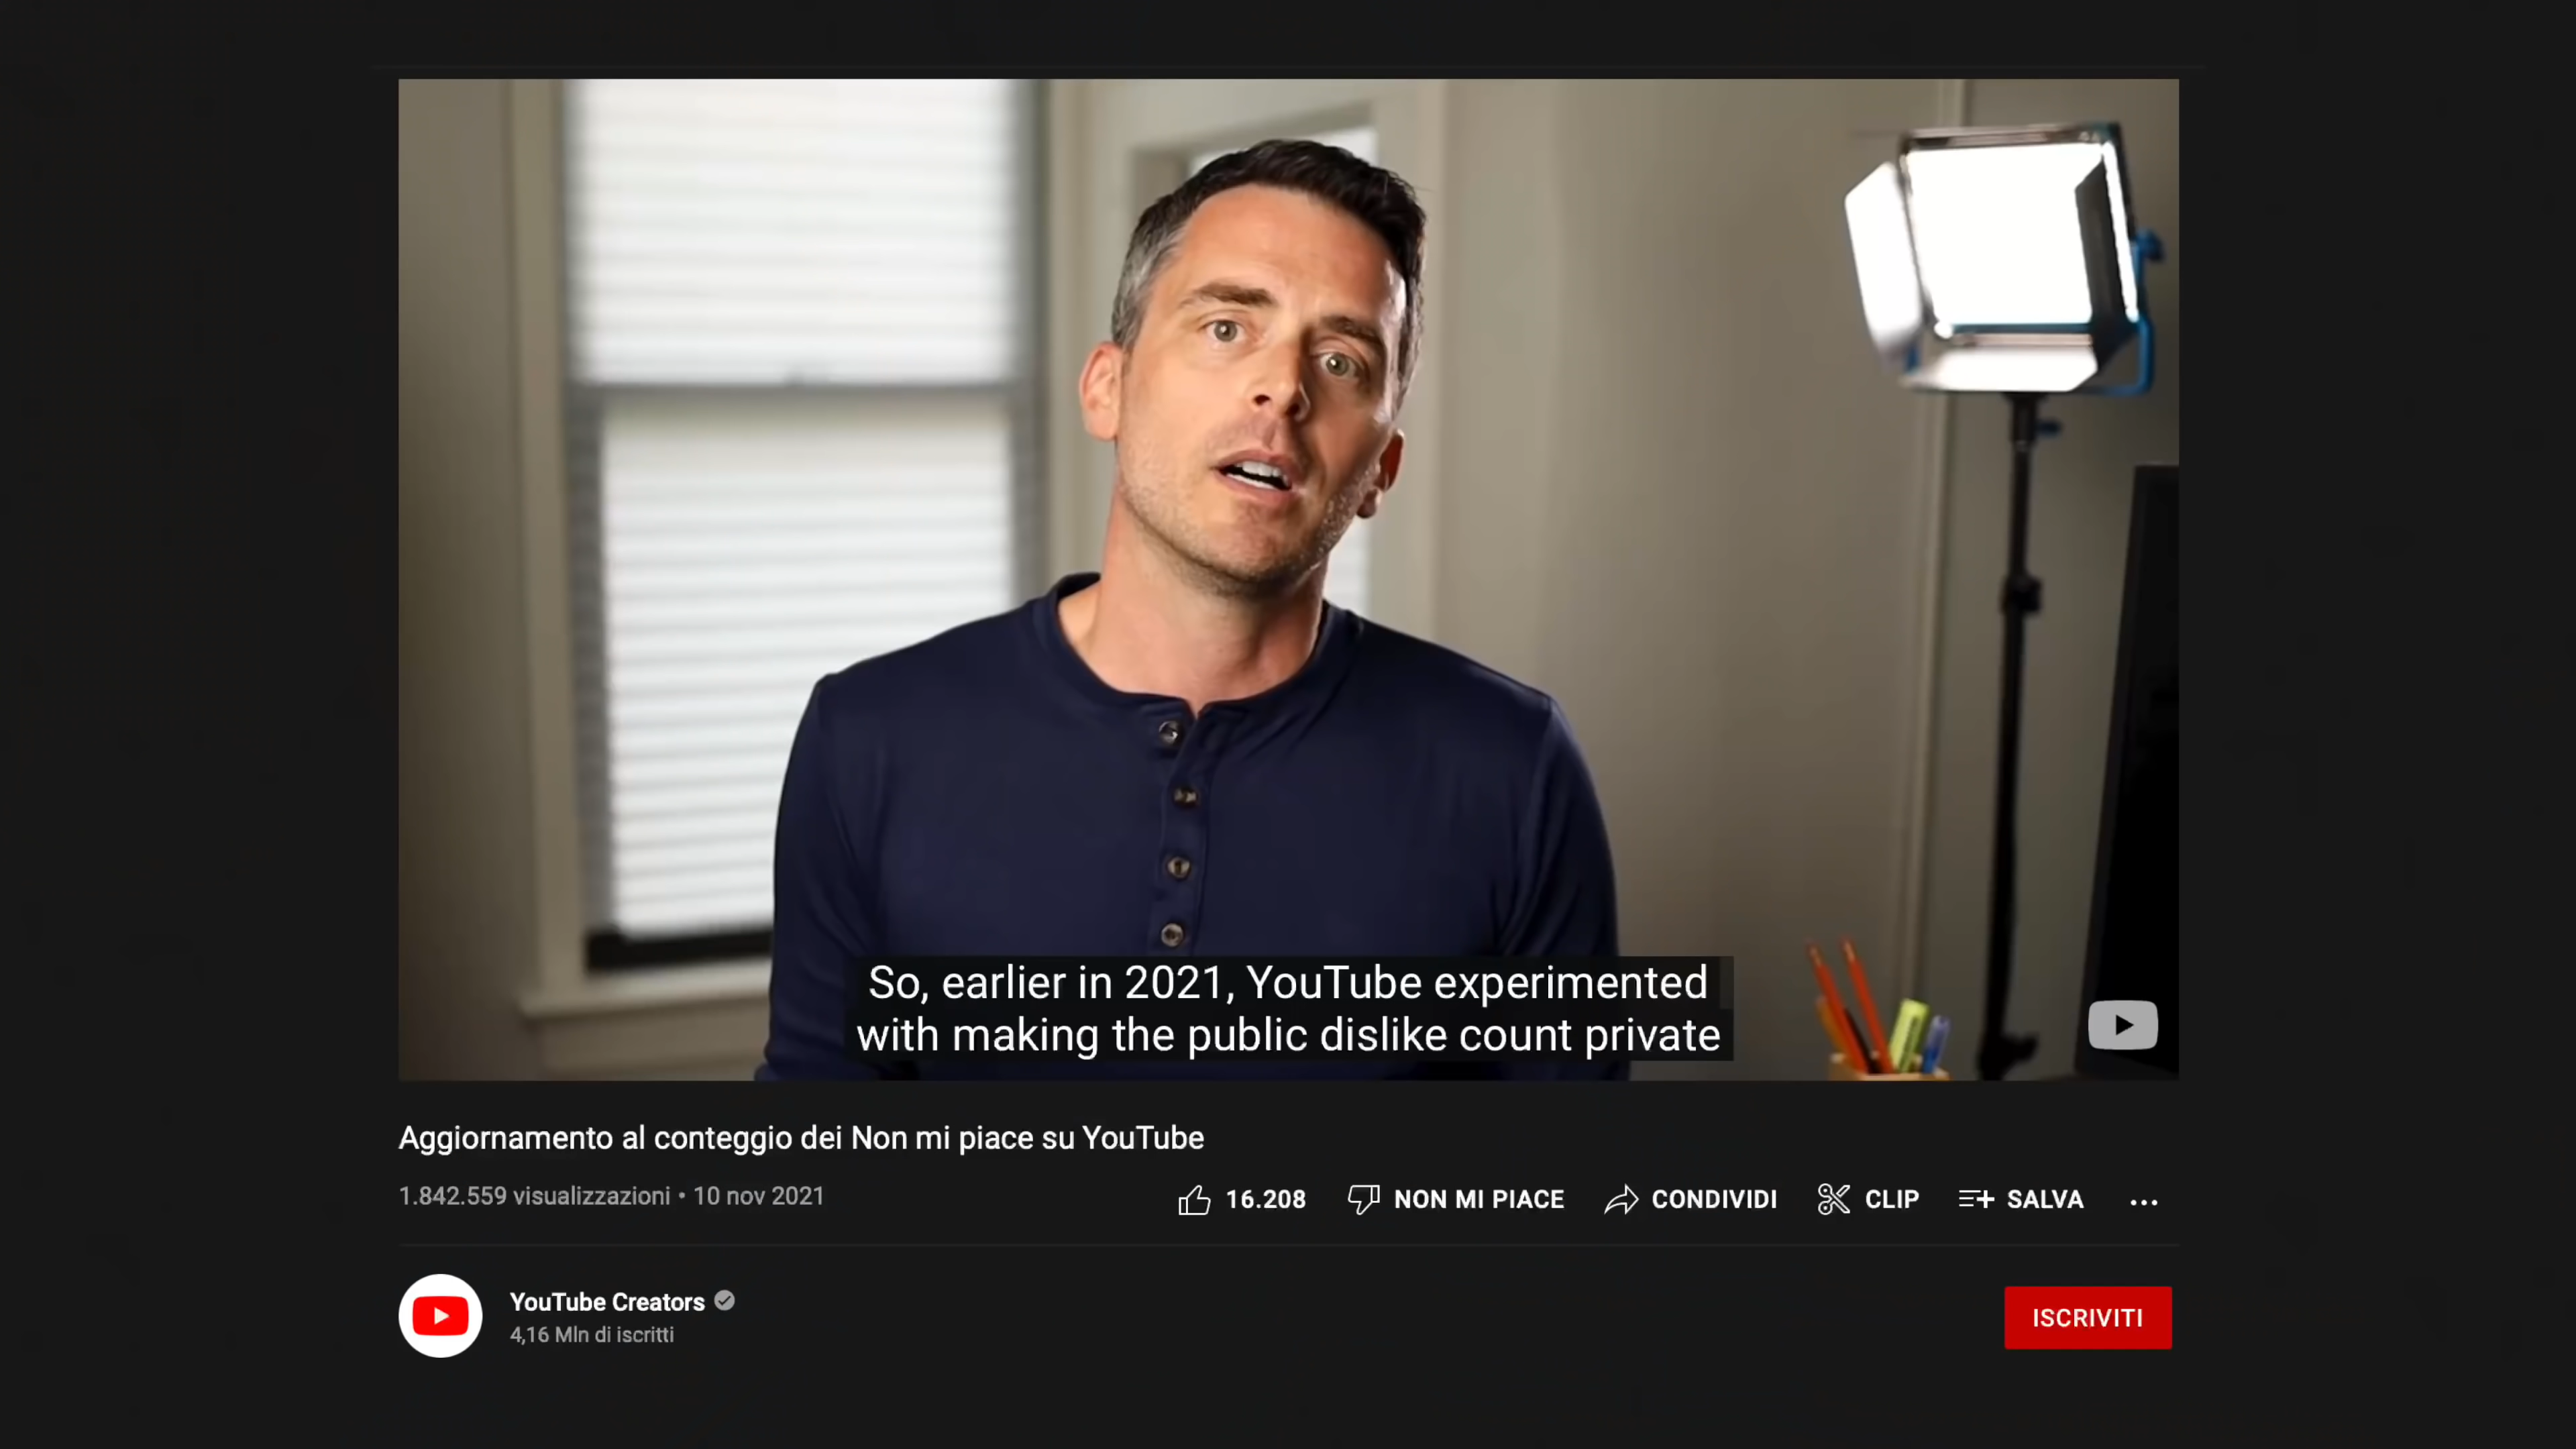 So, earlier in 2021, YouTube experimented
with making the public dislike count private
Aggiornamento al conteggio dei Non mi piace su YouTube
1.842.559 visualizzazioni • 10 nov 2021
16.208 NON MI PIACE CONDIVIDI CLIP SALVA ...
YouTube Creators
4,16 Mln di iscritti
ISCRIVITI